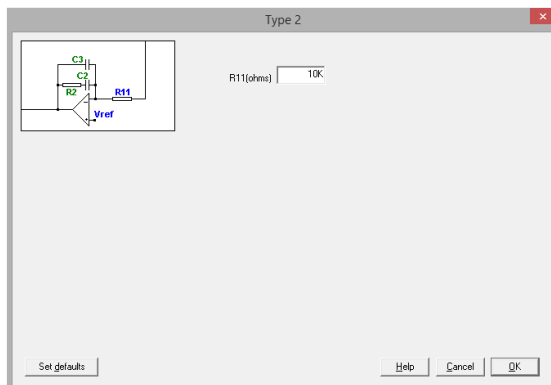 Type 2
C3
C2
R2
R11
Vref
R11(ohms) 10K
Set defaults
Help
Cancel
OK